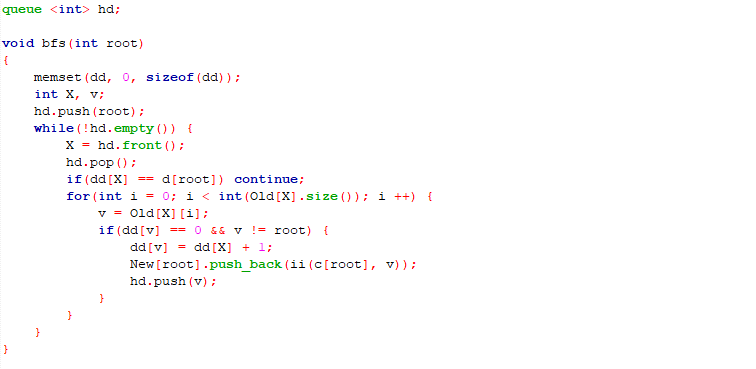 queue <int> hd;

void bfs(int root)
{
    memset(dd, 0, sizeof(dd));
    int X, v;
    hd.push(root);
    while(!hd.empty()) {
        X = hd.front();
        hd.pop();
        if(dd[X] == d[root]) continue;
        for(int i = 0; i < int(Old[X].size()); i ++) {
            v = Old[X][i];
            if(dd[v] == 0 && v != root) {
                dd[v] = dd[X] + 1;
                New[root].push_back(ii(c[root], v));
                hd.push(v);
            }
        }
    }
}